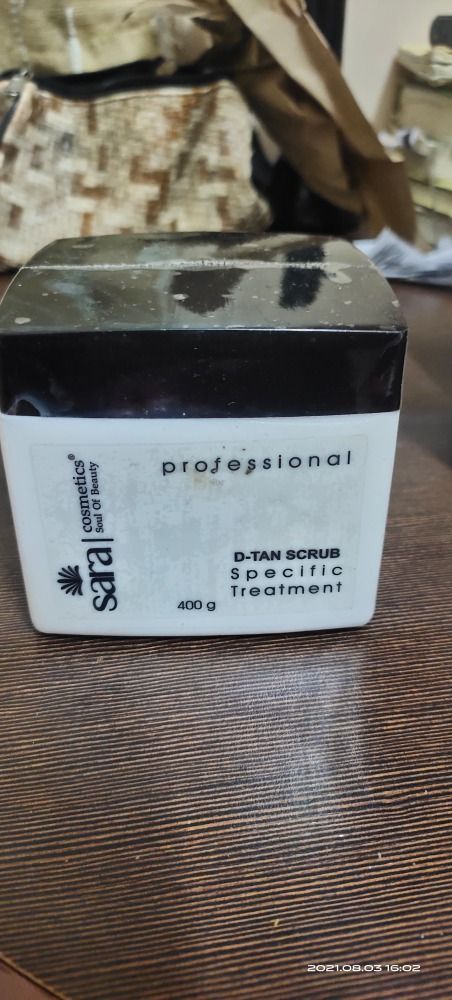 professional
sara
cosmetics®
Soul Of Beauty
D-TAN SCRUB
Specific
Treatment
400 g
2021.08.03 16:02